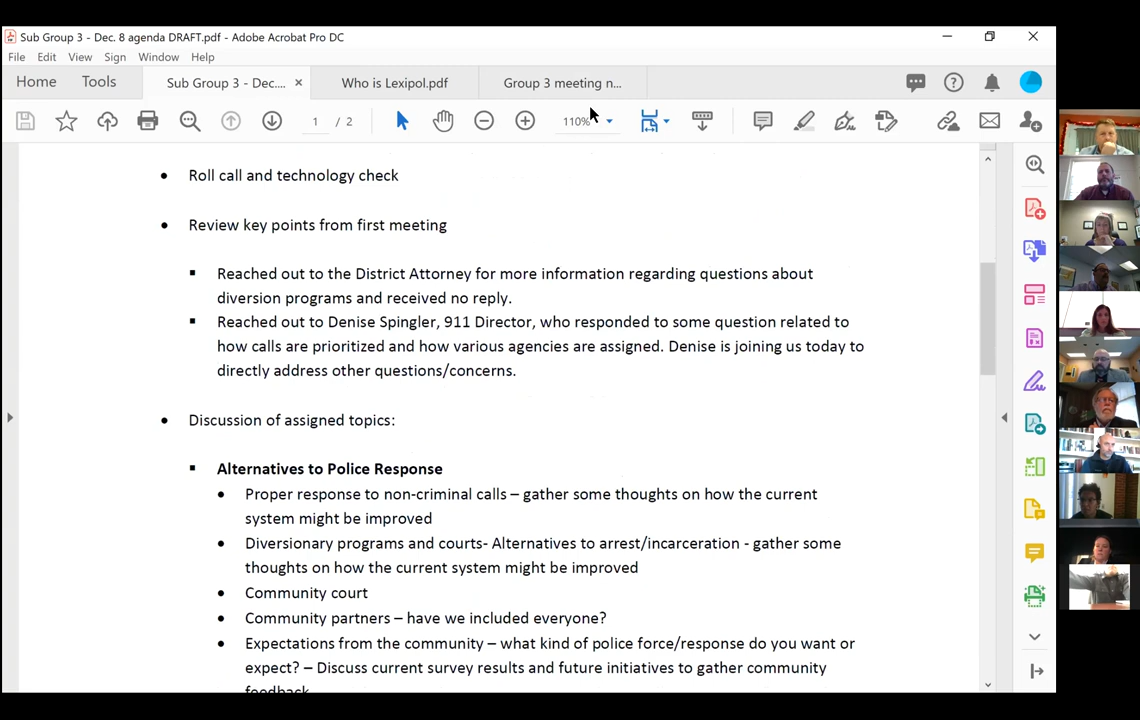 Sub Group 3 - Dec. 8 agenda DRAFT.pdf - Adobe Acrobat Pro DC
File Edit View Sign Window Help
Home Tools Sub Group 3 - Dec.... × Who is Lexipol.pdf Group 3 meeting n...
1 / 2 110%
• Roll call and technology check
• Review key points from first meeting
▪ Reached out to the District Attorney for more information regarding questions about
diversion programs and received no reply.
▪ Reached out to Denise Spingler, 911 Director, who responded to some question related to
how calls are prioritized and how various agencies are assigned. Denise is joining us today to
directly address other questions/concerns.
• Discussion of assigned topics:
▪ Alternatives to Police Response
• Proper response to non-criminal calls – gather some thoughts on how the current
system might be improved
• Diversionary programs and courts- Alternatives to arrest/incarceration - gather some
thoughts on how the current system might be improved
• Community court
• Community partners – have we included everyone?
• Expectations from the community – what kind of police force/response do you want or
expect? – Discuss current survey results and future initiatives to gather community
feedback